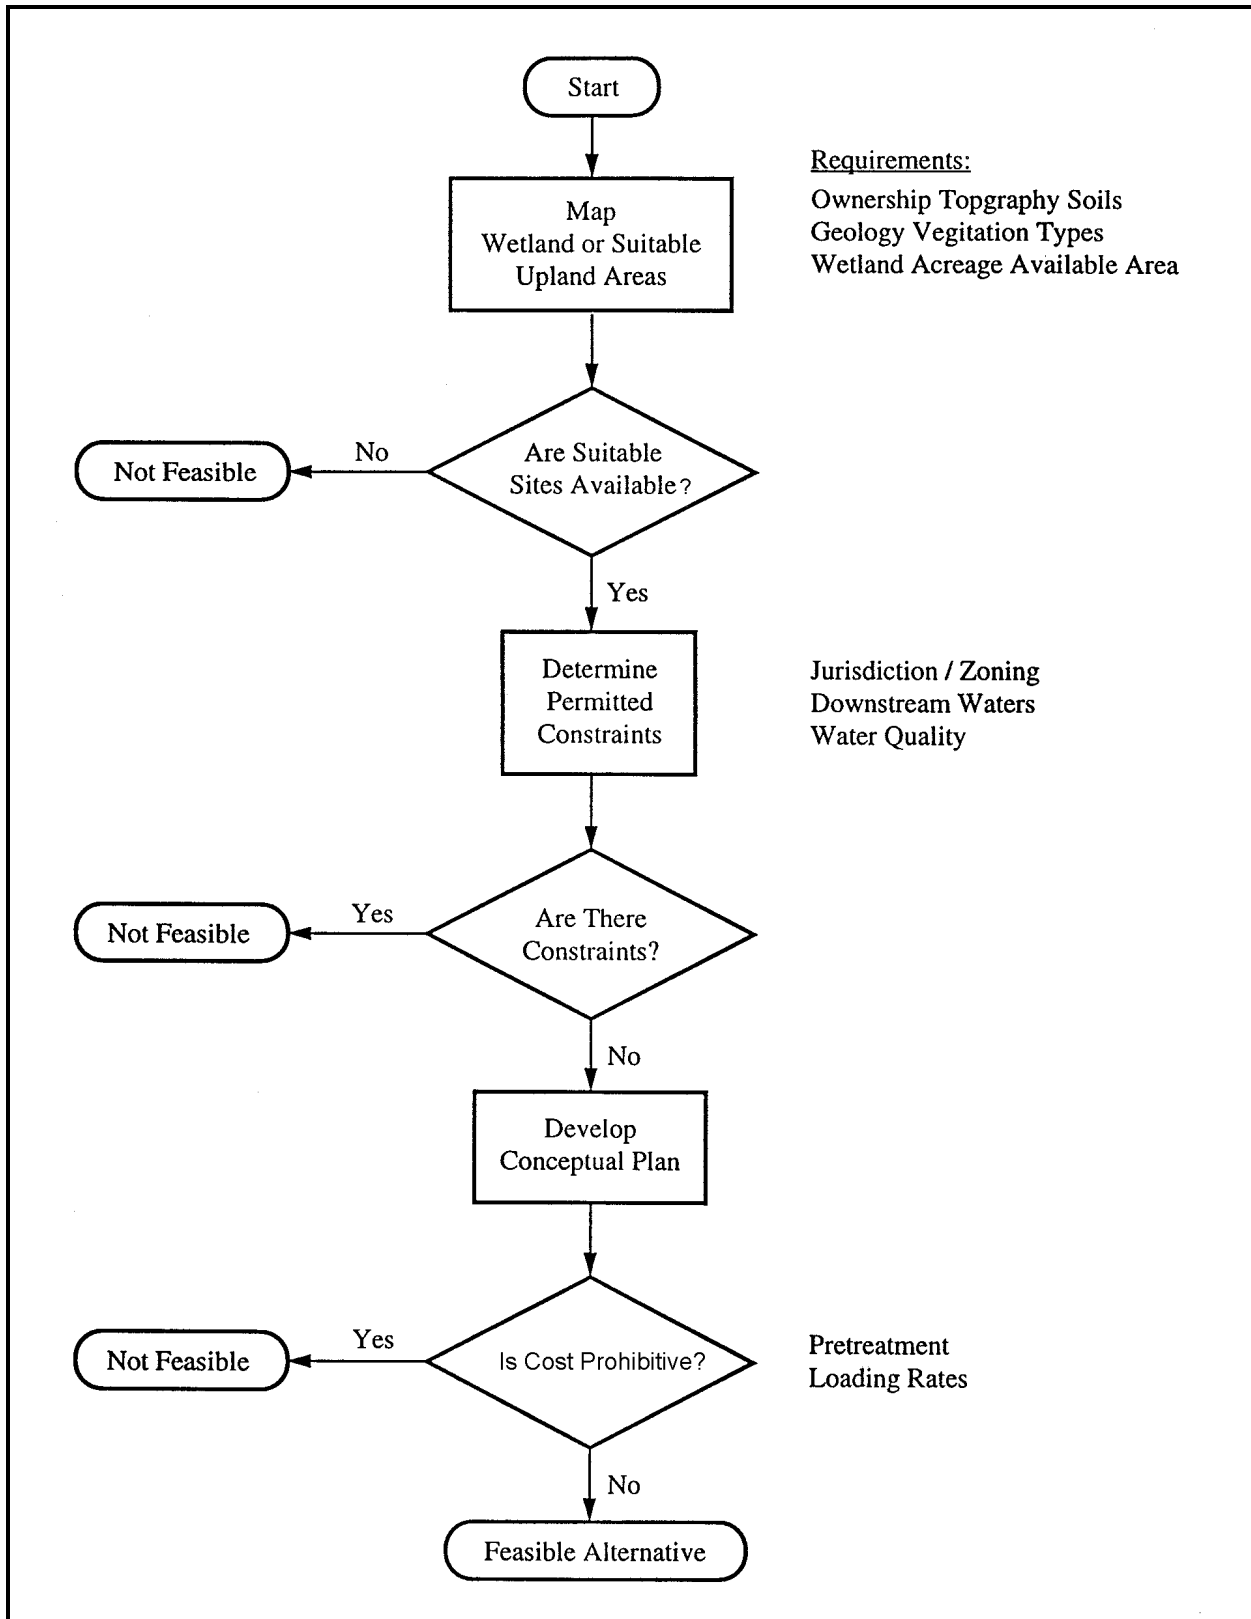 Start
Requirements:
Ownership Topgraphy Soils
Geology Vegitation Types
Wetland Acreage Available Area
Map
Wetland or Suitable
Upland Areas
Are Suitable
Sites Available?
No
Not Feasible
Yes
Determine
Permitted
Constraints
Jurisdiction / Zoning
Downstream Waters
Water Quality
Are There
Constraints?
Yes
Not Feasible
No
Develop
Conceptual Plan
Is Cost Prohibitive?
Yes
Not Feasible
Pretreatment
Loading Rates
No
Feasible Alternative